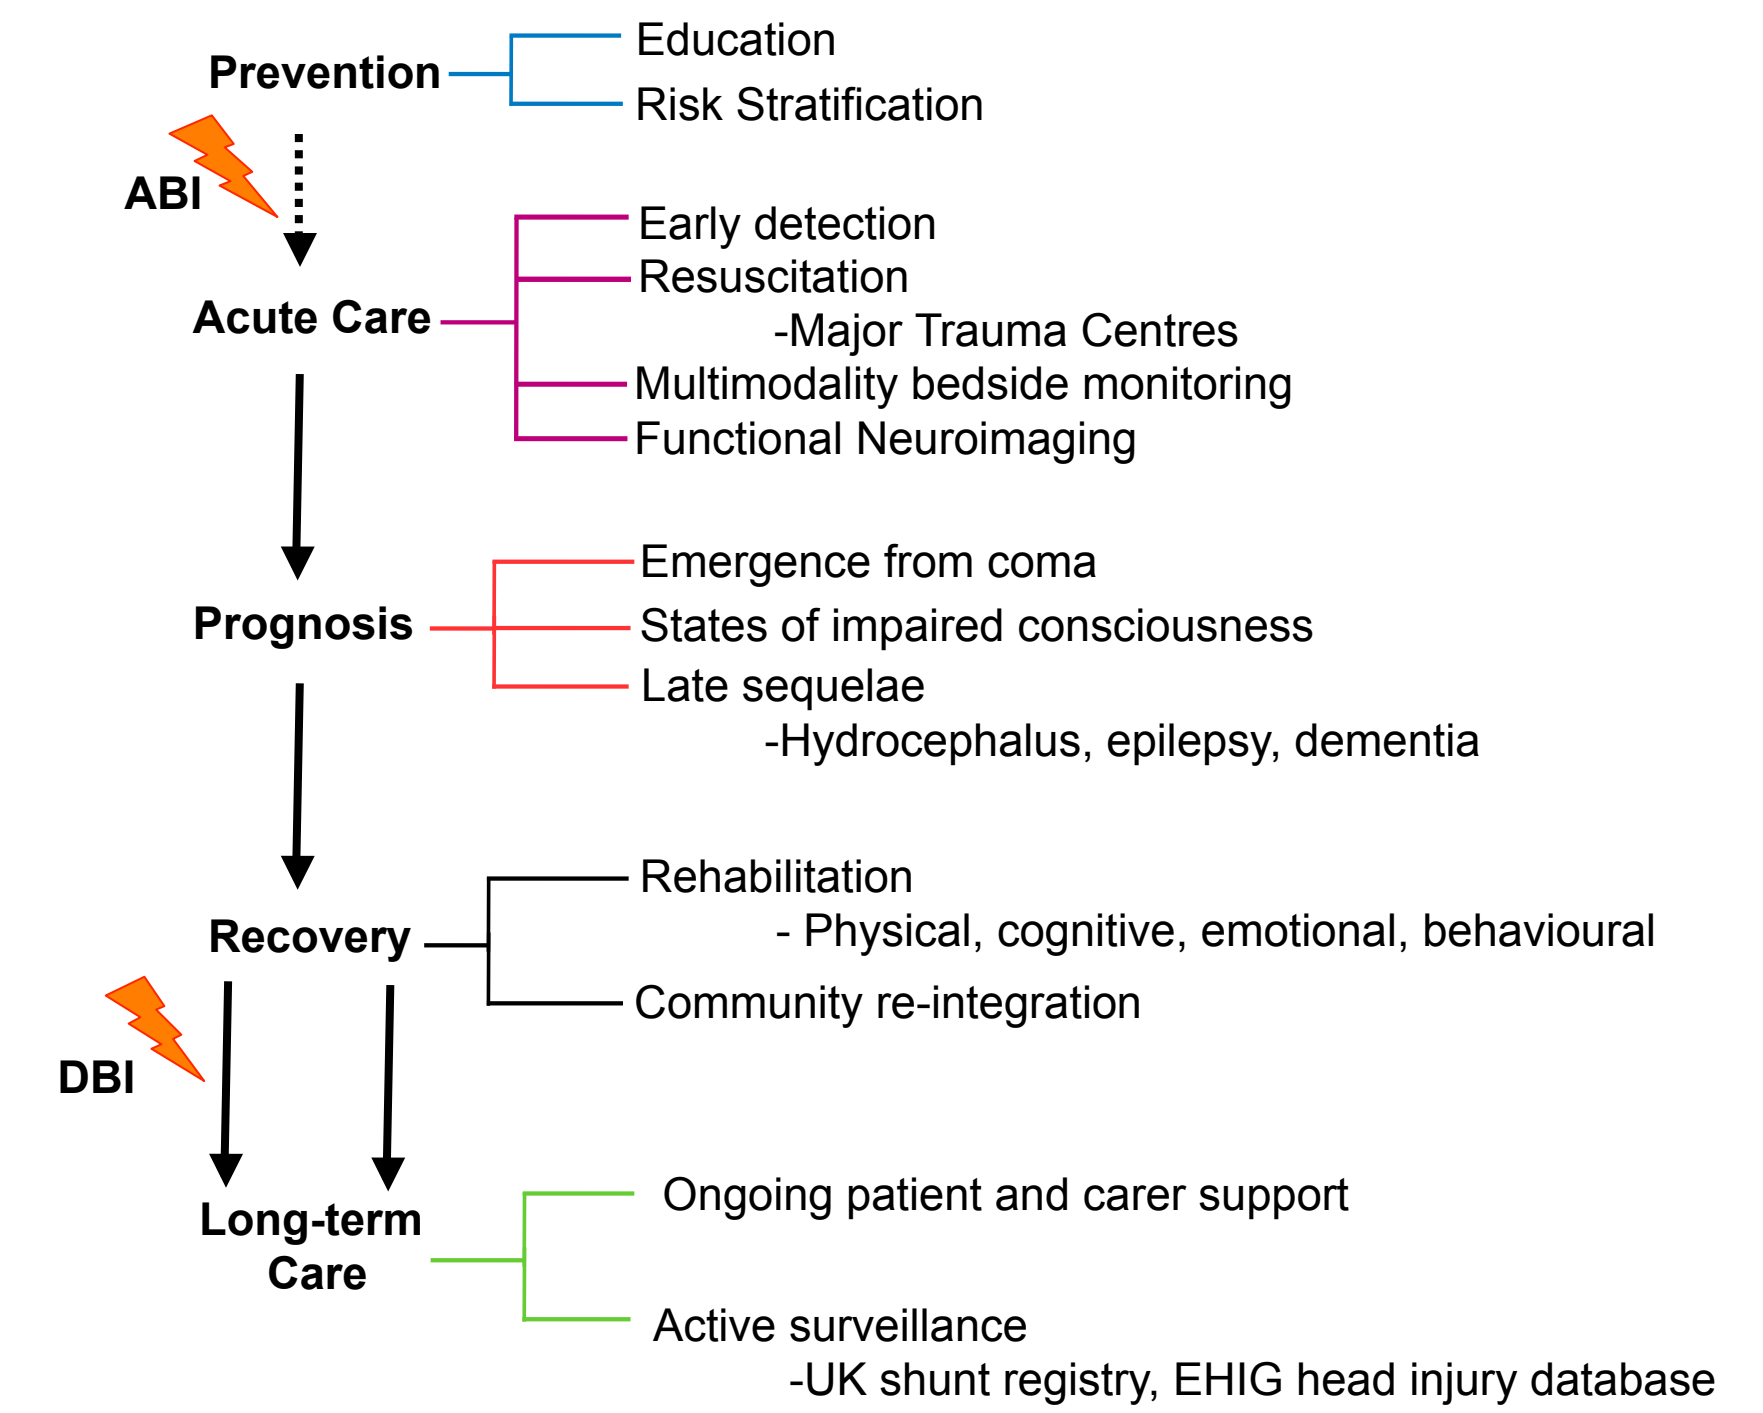 Prevention
Education
Risk Stratification
ABI
Acute Care
Early detection
Resuscitation
-Major Trauma Centres
Multimodality bedside monitoring
Functional Neuroimaging
Prognosis
Emergence from coma
States of impaired consciousness
Late sequelae
-Hydrocephalus, epilepsy, dementia
Recovery
Rehabilitation
- Physical, cognitive, emotional, behavioural
Community re-integration
DBI
Long-term
Care
Ongoing patient and carer support
Active surveillance
-UK shunt registry, EHIG head injury database